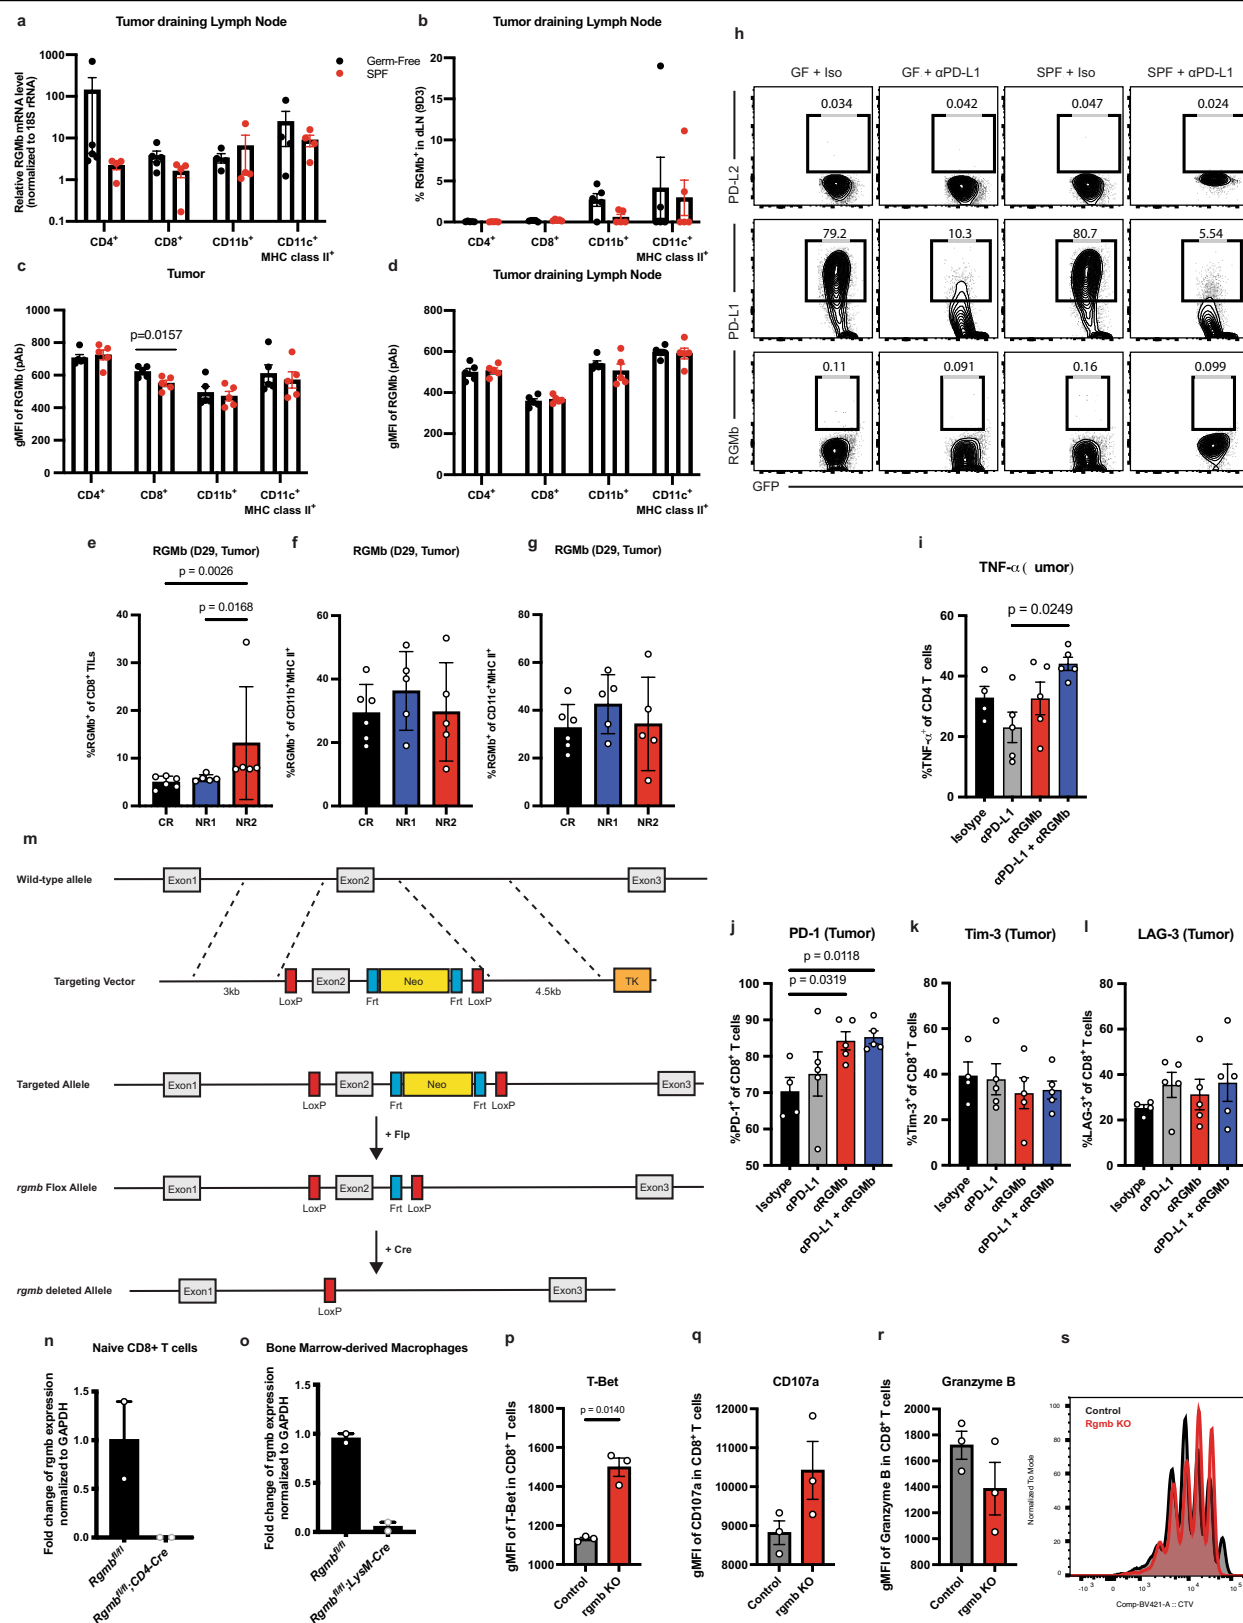 a
Tumor draining Lymph Node
Relative RGMb mRNA level
(normalized to 18S rRNA)
1000
100
10
1
0.1
CD4+
CD8+
CD11b+
CD11c+
MHC class II+
Germ-Free
SPF
b
Tumor draining Lymph Node
% RGMb+ in dLN (9D3)
20
15
10
5
0
CD4+
CD8+
CD11b+
CD11c+
MHC class II+
c
Tumor
gMFI of RGMb (pAb)
1000
800
600
400
200
0
p=0.0157
CD4+
CD8+
CD11b+
CD11c+
MHC class II+
d
Tumor draining Lymph Node
gMFI of RGMb (pAb)
800
600
400
200
0
CD4+
CD8+
CD11b+
CD11c+
MHC class II+
h
GF + Iso
GF + αPD-L1
SPF + Iso
SPF + αPD-L1
PD-L2
0.034
0.042
0.047
0.024
PD-L1
79.2
10.3
80.7
5.54
RGMb
0.11
0.091
0.16
0.099
GFP
e
RGMb (D29, Tumor)
p = 0.0026
p = 0.0168
%RGMb+ of CD8+ TILs
40
30
20
10
0
CR
NR1
NR2
f
RGMb (D29, Tumor)
%RGMb+ of CD11b+MHC II+
60
40
20
0
CR
NR1
NR2
g
RGMb (D29, Tumor)
%RGMb+ of CD11c+MHC II+
80
60
40
20
0
CR
NR1
NR2
i
TNF-α ( umor)
p = 0.0249
%TNF-α+ of CD4 T cells
60
40
20
0
Isotype
αPD-L1
αRGMb
αPD-L1 + αRGMb
m
Wild-type allele
Exon1
Exon2
Exon3
Targeting Vector
3kb
LoxP
Exon2
Frt
Neo
Frt
LoxP
4.5kb
TK
Targeted Allele
Exon1
LoxP
Exon2
Frt
Neo
Frt
LoxP
Exon3
+ Flp
rgmb Flox Allele
Exon1
LoxP
Exon2
Frt
LoxP
Exon3
+ Cre
rgmb deleted Allele
Exon1
LoxP
Exon3
j
PD-1 (Tumor)
p = 0.0118
p = 0.0319
%PD-1+ of CD8+ T cells
100
90
80
70
60
50
Isotype
αPD-L1
αRGMb
αPD-L1 + αRGMb
k
Tim-3 (Tumor)
%Tim-3+ of CD8+ T cells
80
60
40
20
0
Isotype
αPD-L1
αRGMb
αPD-L1 + αRGMb
l
LAG-3 (Tumor)
%LAG-3+ of CD8+ T cells
80
60
40
20
0
Isotype
αPD-L1
αRGMb
αPD-L1 + αRGMb
n
Naive CD8+ T cells
Fold change of rgmb expression
normalized to GAPDH
1.5
1.0
0.5
0.0
Rgmbfl/fl
Rgmbfl/fl;CD4-Cre
o
Bone Marrow-derived Macrophages
Fold change of rgmb expression
normalized to GAPDH
1.5
1.0
0.5
0.0
Rgmbfl/fl
Rgmbfl/fl;LysM-Cre
p
T-Bet
p = 0.0140
gMFI of T-Bet in CD8+ T cells
1800
1600
1400
1200
1000
Control
rgmb KO
q
CD107a
gMFI of CD107a in CD8+ T cells
12000
11000
10000
9000
8000
Control
rgmb KO
r
Granzyme B
gMFI of Granzyme B in CD8+ T cells
2000
1800
1600
1400
1200
1000
Control
rgmb KO
s
Control
Rgmb KO
Normalized To Mode
100
80
60
40
20
0
-10 3
0
10 3
10 4
10 5
Comp-BV421-A :: CTV